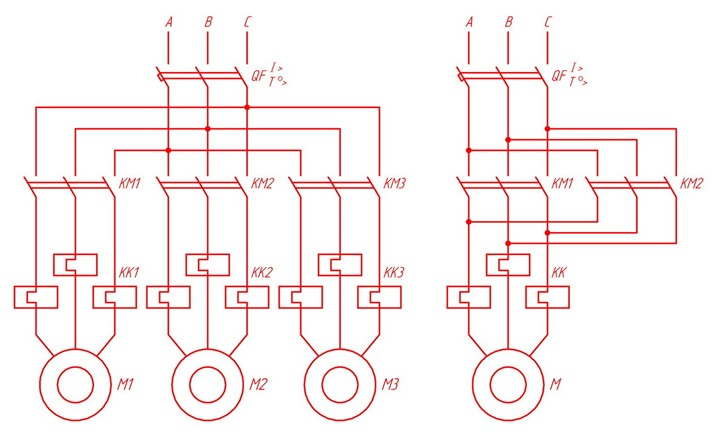 A B C
QF I>
T°>
KM1 KM2 KM3
KK1 KK2 KK3
M1 M2 M3
A B C
QF I>
T°>
KM1 KM2
KK
M